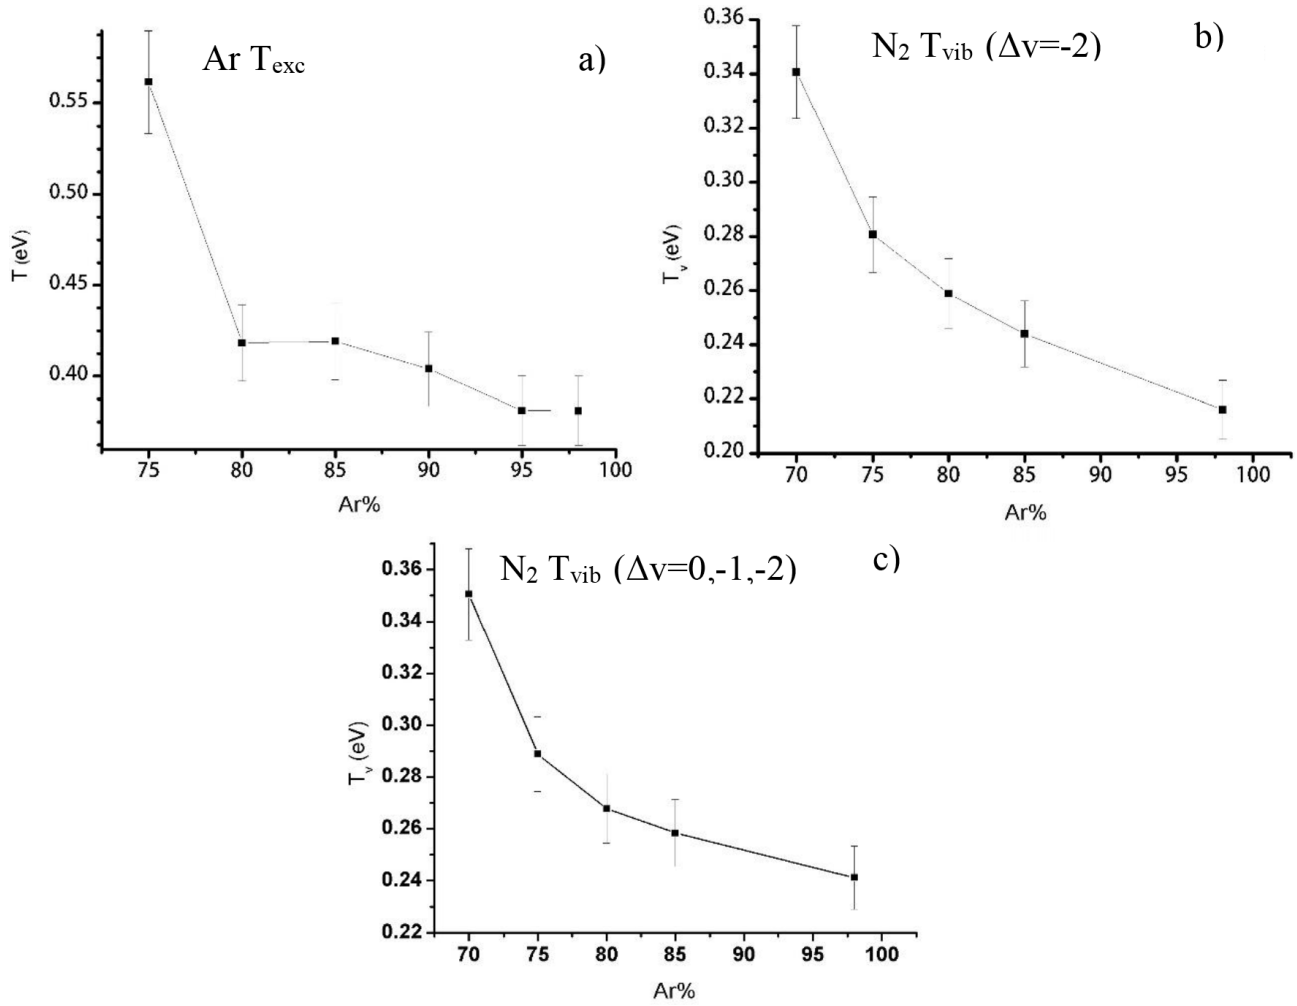 Ar Texc
a)
0.55
0.50
0.45
0.40
T (eV)
75 80 85 90 95 100
Ar%
N2 Tvib (Δv=-2)
b)
0.36
0.34
0.32
0.30
0.28
0.26
0.24
0.22
0.20
Tv (eV)
70 75 80 85 90 95 100
Ar%
N2 Tvib (Δv=0,-1,-2)
c)
0.36
0.34
0.32
0.30
0.28
0.26
0.24
0.22
Tv (eV)
70 75 80 85 90 95 100
Ar%